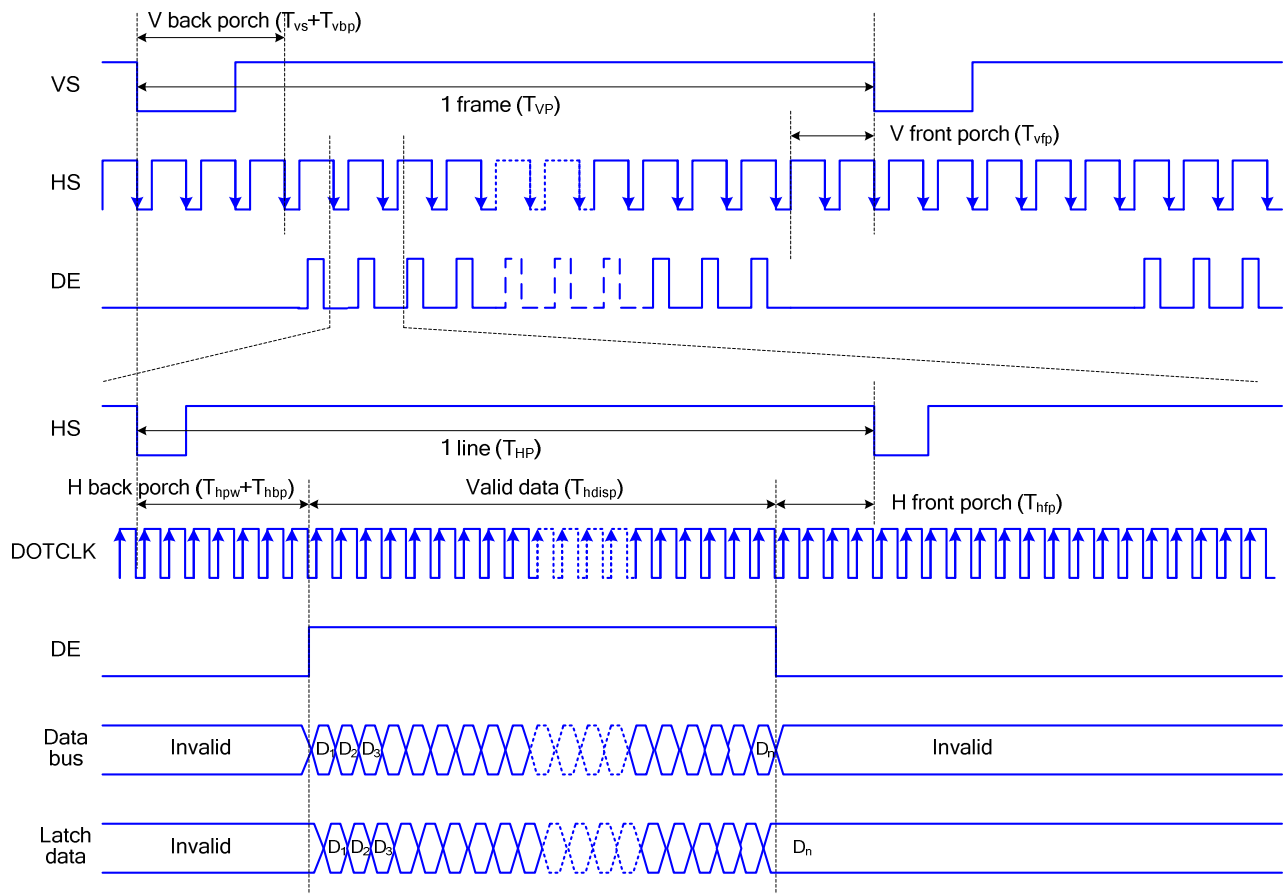 V back porch (Tvs+Tvbp)
VS
1 frame (TVP)
V front porch (Tvfp)
HS
DE
HS
1 line (THP)
H back porch (Thpw+Thbp)
Valid data (Thdisp)
H front porch (Thfp)
DOTCLK
DE
Data
bus
Invalid
D1 D2 D3
Dn
Invalid
Latch
data
Invalid
D1 D2 D3
Dn